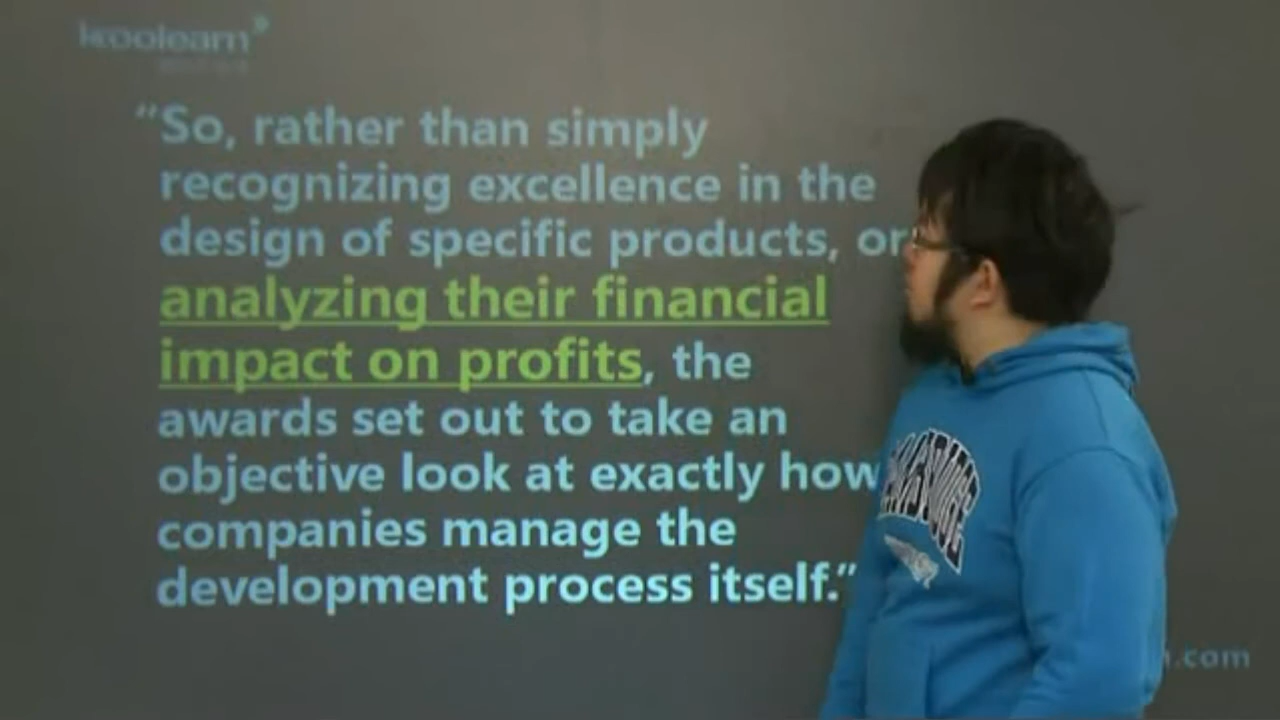 koolearn
“So, rather than simply
recognizing excellence in the
design of specific products, or
analyzing their financial
impact on profits, the
awards set out to take an
objective look at exactly how
companies manage the
development process itself.”
.com